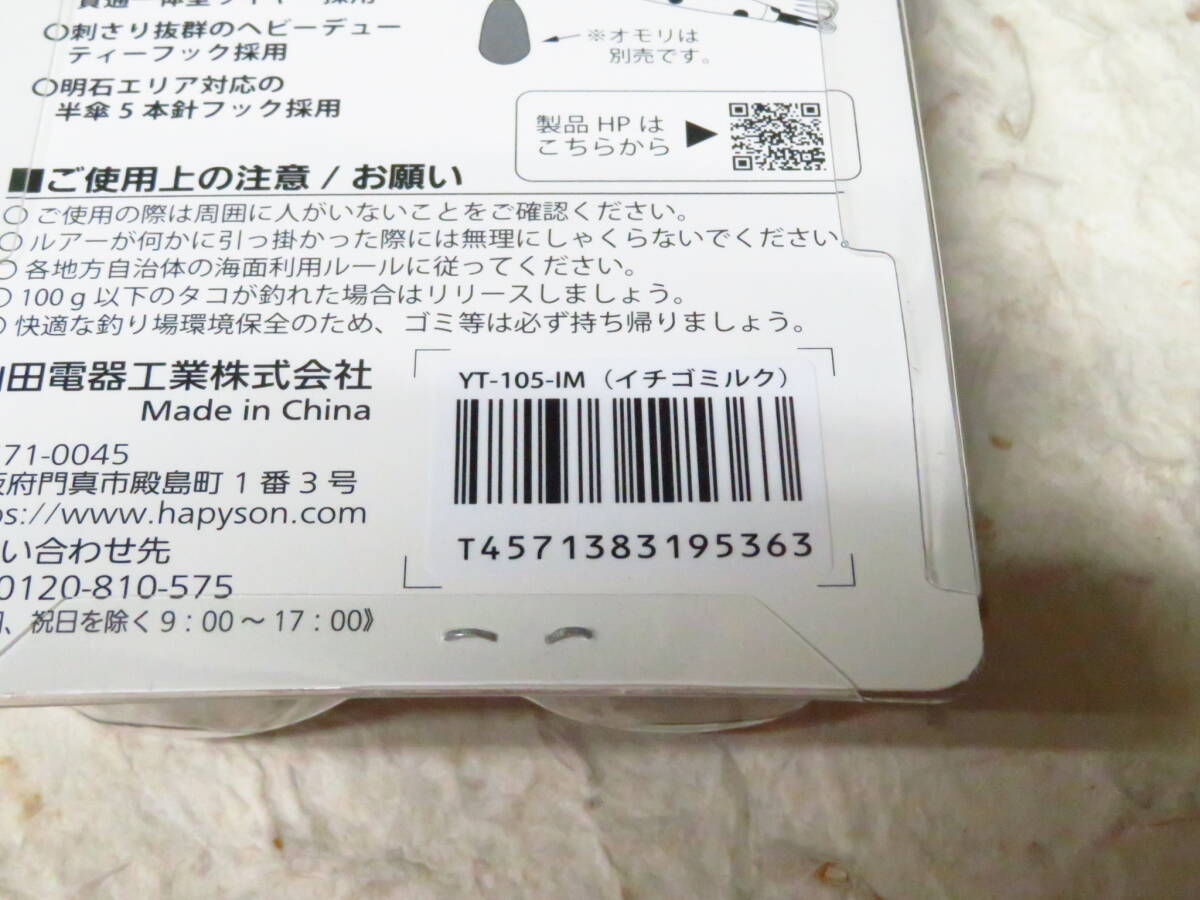 貫通一体型ワイヤー採用
○刺さり抜群のヘビーデュー
ティーフック採用
○明石エリア対応の
半傘5本針フック採用
※オモリは
別売です。
製品HPは
こちらから
■ご使用上の注意 / お願い
○ ご使用の際は周囲に人がいないことをご確認ください。
○ ルアーが何かに引っ掛かった際には無理にしゃくらないでください。
○ 各地方自治体の海面利用ルールに従ってください。
○ 100g以下のタコが釣れた場合はリリースしましょう。
○ 快適な釣り場環境保全のため、ゴミ等は必ず持ち帰りましょう。
田電器工業株式会社
Made in China
71-0045
府門真市殿島町1番3号
s://www.hapyson.com
い合わせ先
0120-810-575
、祝日を除く9:00～17:00》
YT-105-IM（イチゴミルク）
T4571383195363